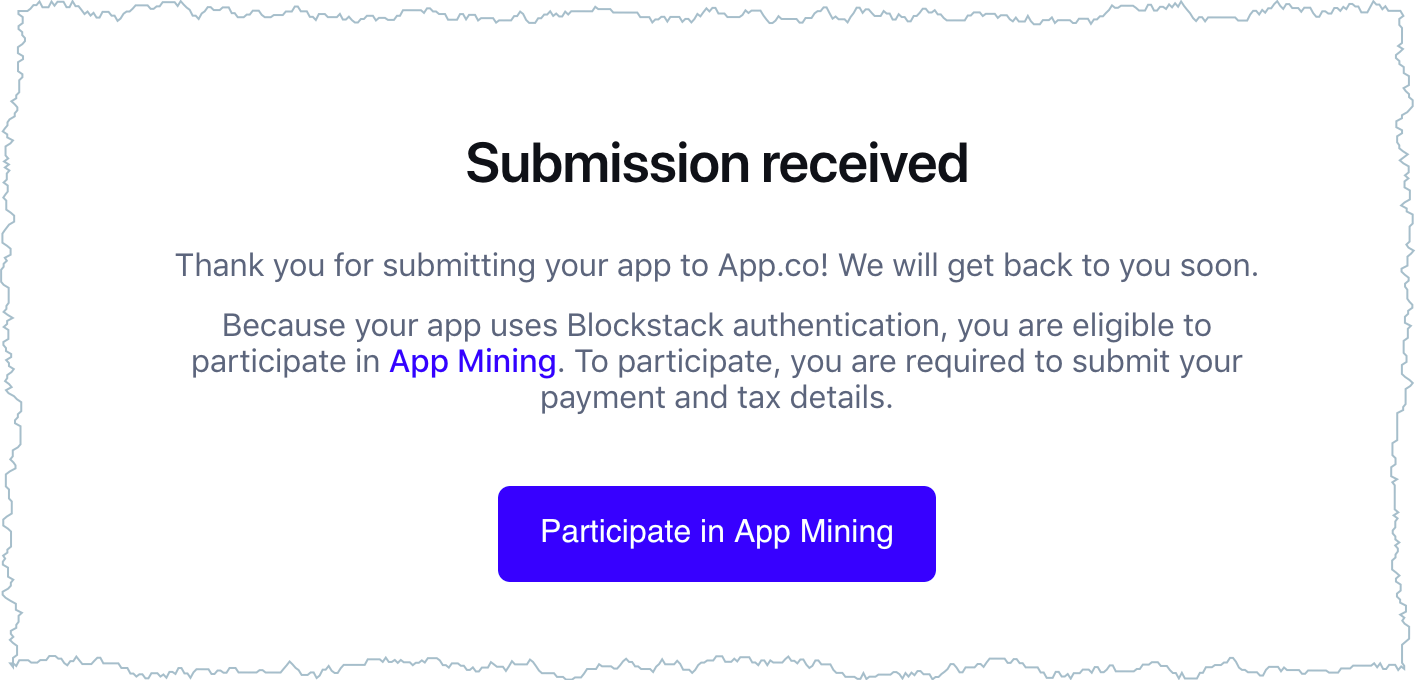 Submission received
Thank you for submitting your app to App.co! We will get back to you soon.
Because your app uses Blockstack authentication, you are eligible to
participate in App Mining. To participate, you are required to submit your
payment and tax details.
Participate in App Mining